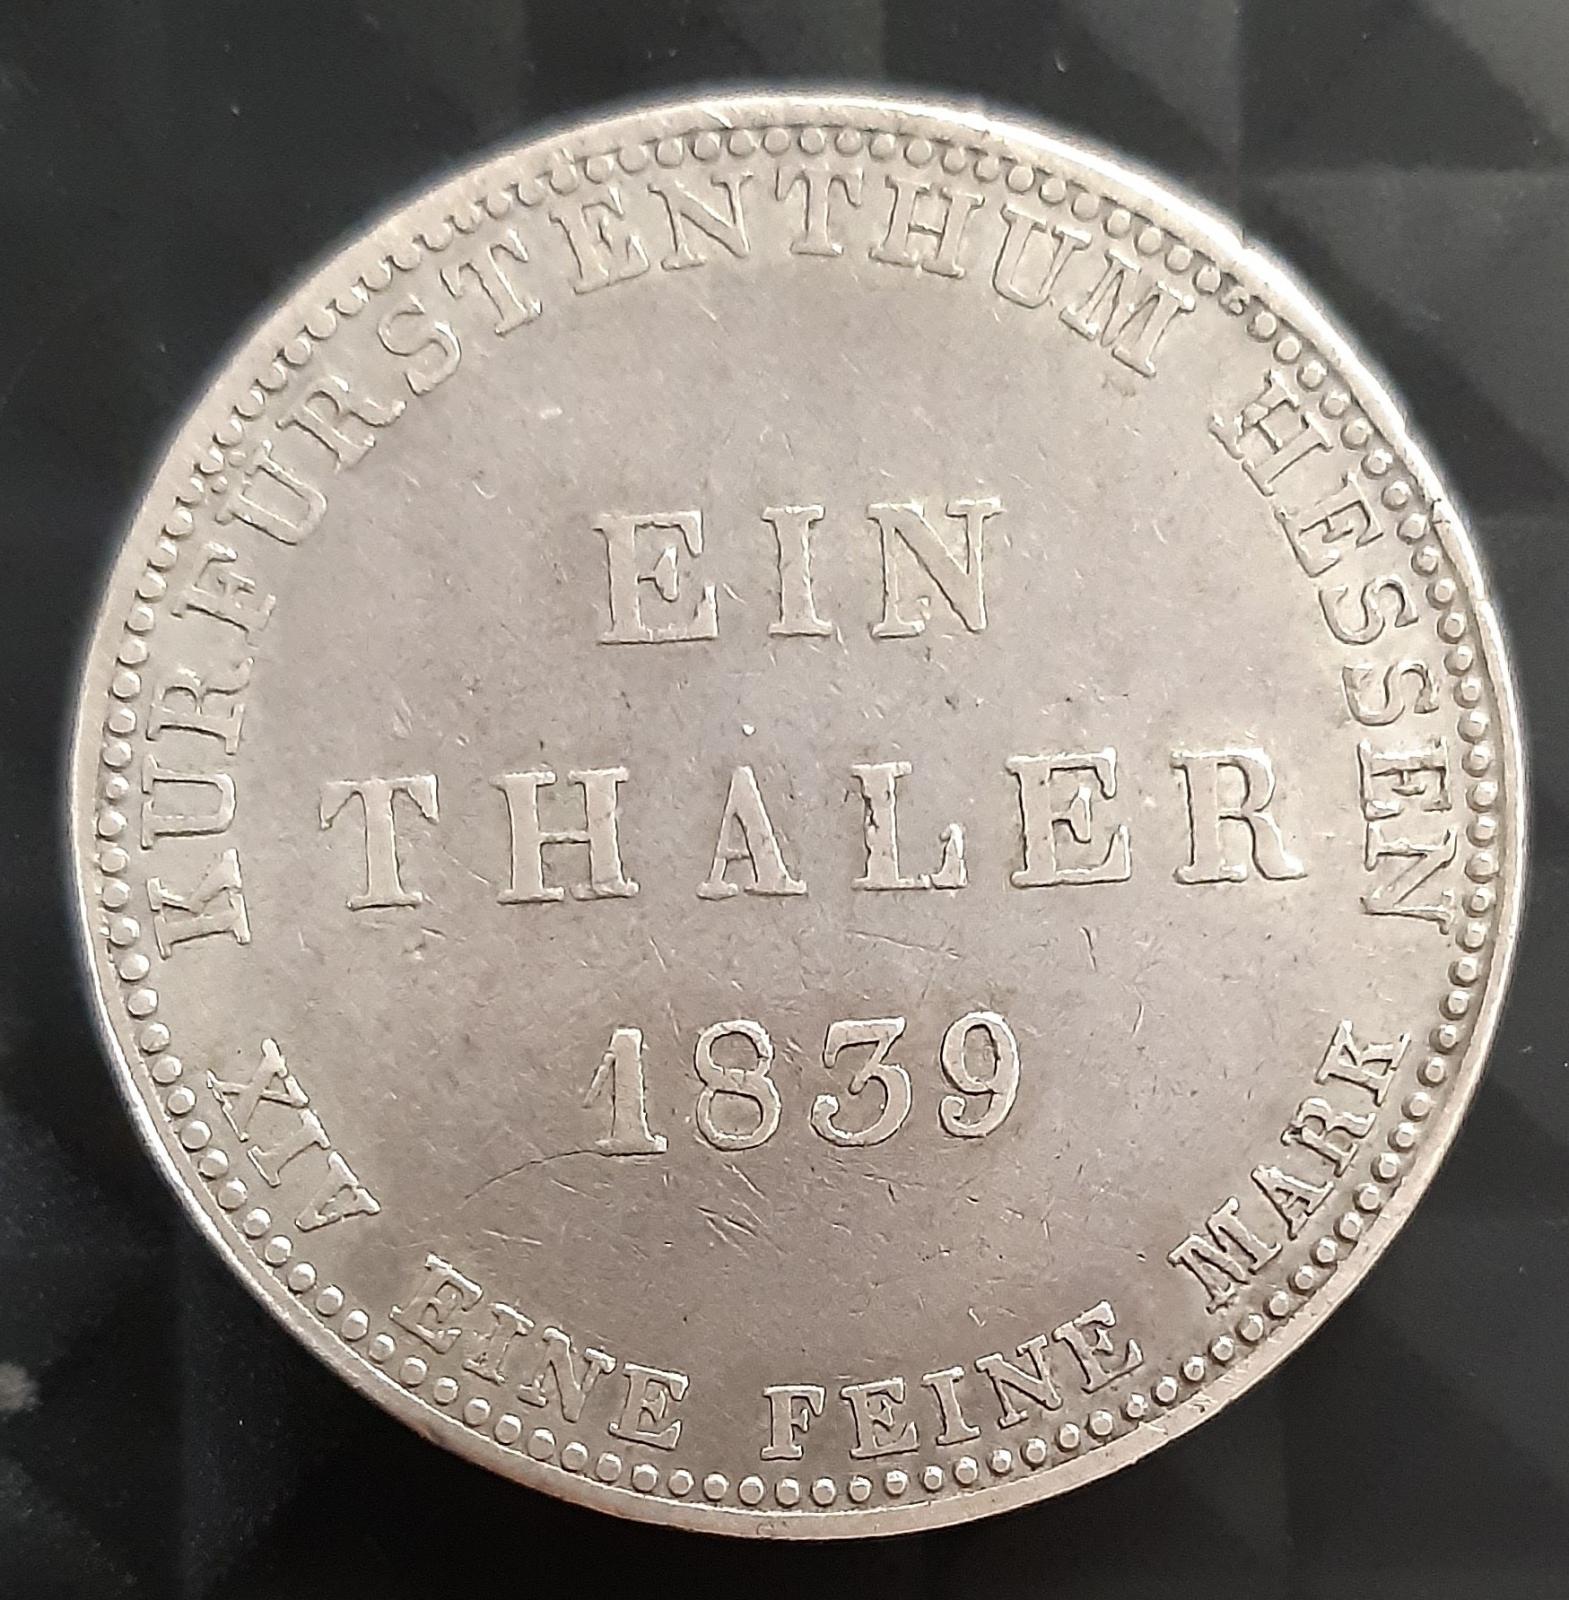 KURFÜRSTENTHUM HESSEN
EIN
THALER
1839
XIV EINE FEINE MARK